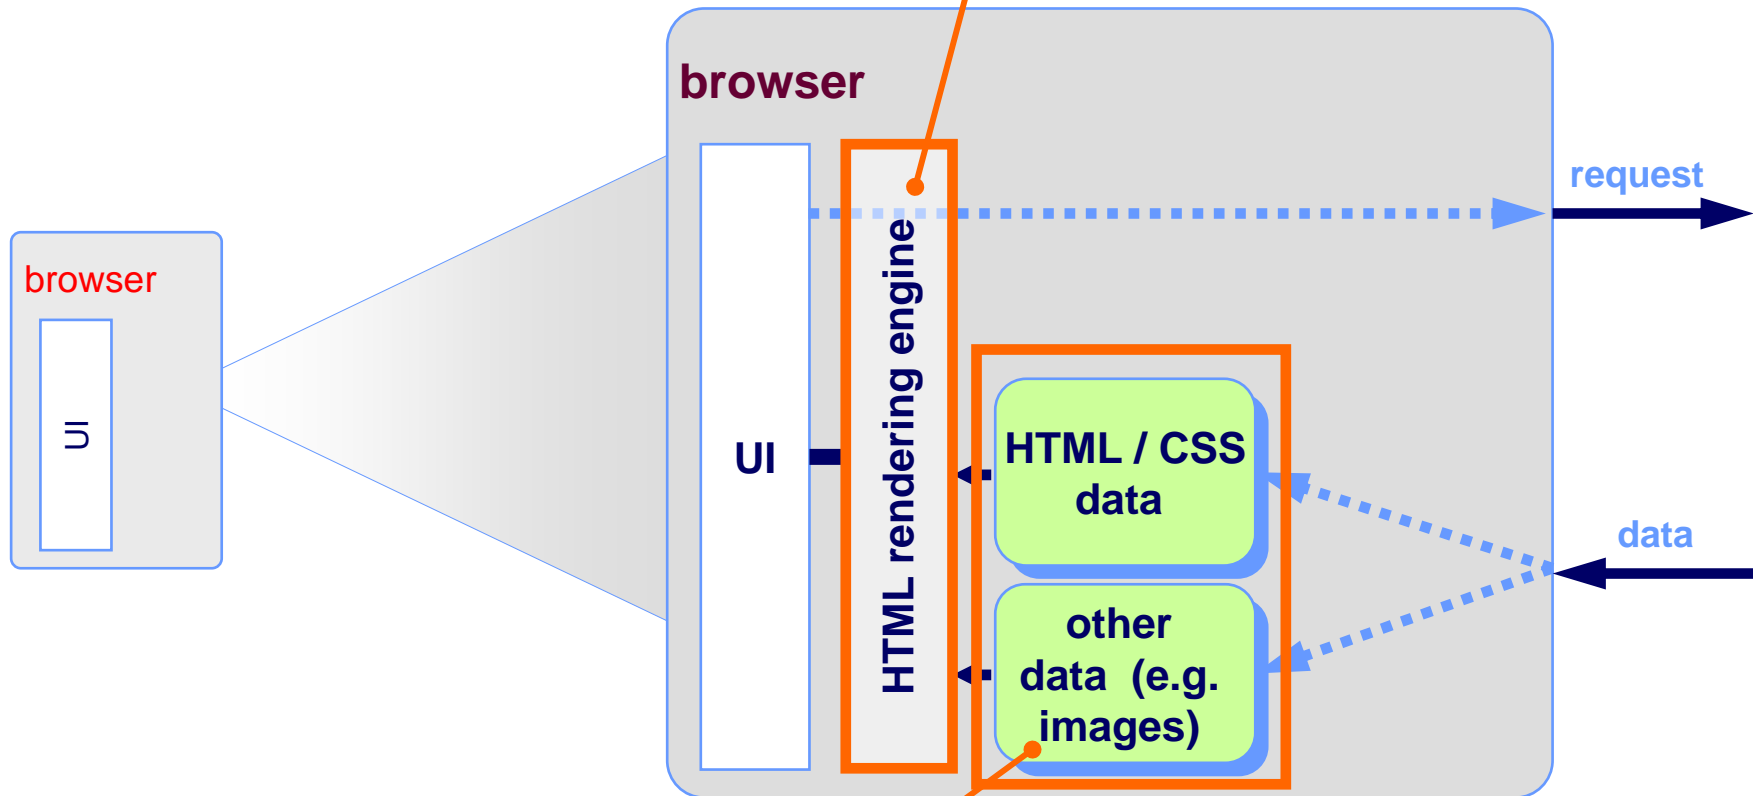 browser
UI
browser
UI
HTML rendering engine
HTML / CSS
data
other
data (e.g.
images)
request
data